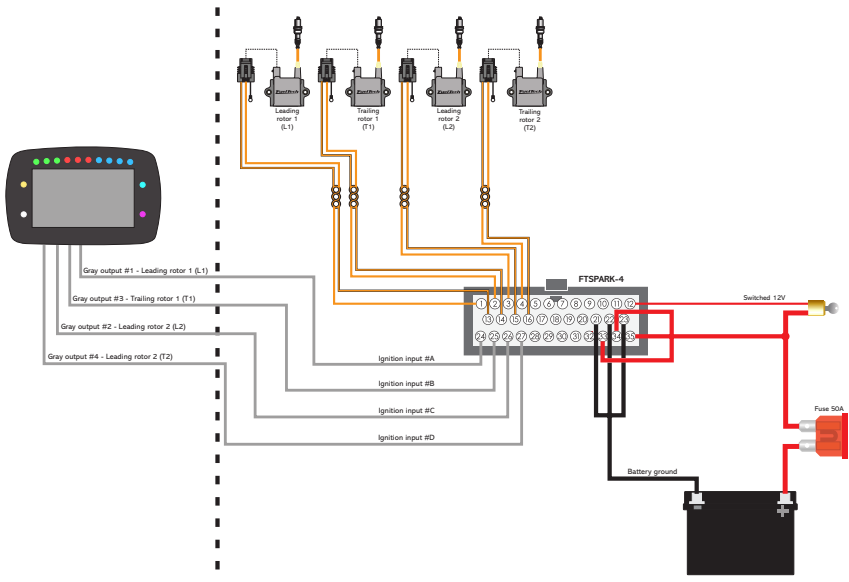 FuelTech
FuelTech
FuelTech
FuelTech
Leading
rotor 1
(L1)
Trailing
rotor 1
(T1)
Leading
rotor 2
(L2)
Trailing
rotor 2
(T2)
Gray output #1 - Leading rotor 1 (L1)
Gray output #3 - Trailing rotor 1 (T1)
Gray output #2 - Leading rotor 2 (L2)
Gray output #4 - Leading rotor 2 (T2)
FTSPARK-4
1 2 3 4 5 6 7 8 9 10 11 12
13 14 15 16 17 18 19 20 21 22 23
24 25 26 27 28 29 30 31 32 33 34 35
Switched 12V
Ignition input #A
Ignition input #B
Ignition input #C
Ignition input #D
Fuse 50A
Battery ground
- +